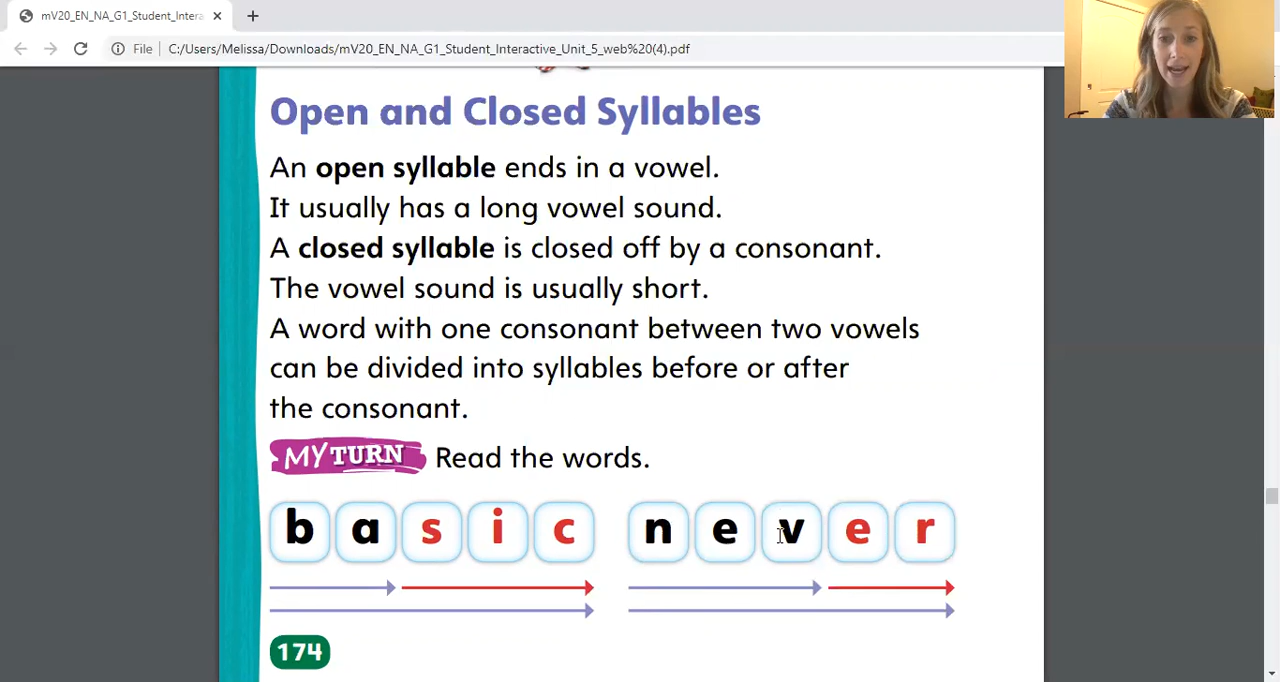 mV20_EN_NA_G1_Student_Intera
File C:/Users/Melissa/Downloads/mV20_EN_NA_G1_Student_Interactive_Unit_5_web%20(4).pdf
Open and Closed Syllables
An open syllable ends in a vowel.
It usually has a long vowel sound.
A closed syllable is closed off by a consonant.
The vowel sound is usually short.
A word with one consonant between two vowels
can be divided into syllables before or after
the consonant.
MY TURN Read the words.
basic never
174